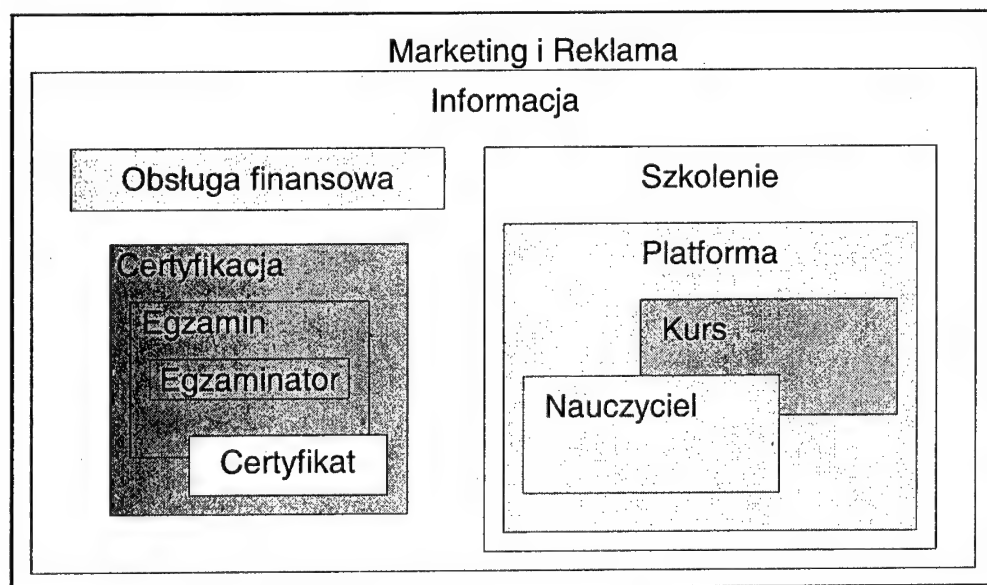 Marketing i Reklama
Informacja
Obsługa finansowa
Certyfikacja
Egzamin
Egzaminator
Certyfikat
Szkolenie
Platforma
Kurs
Nauczyciel